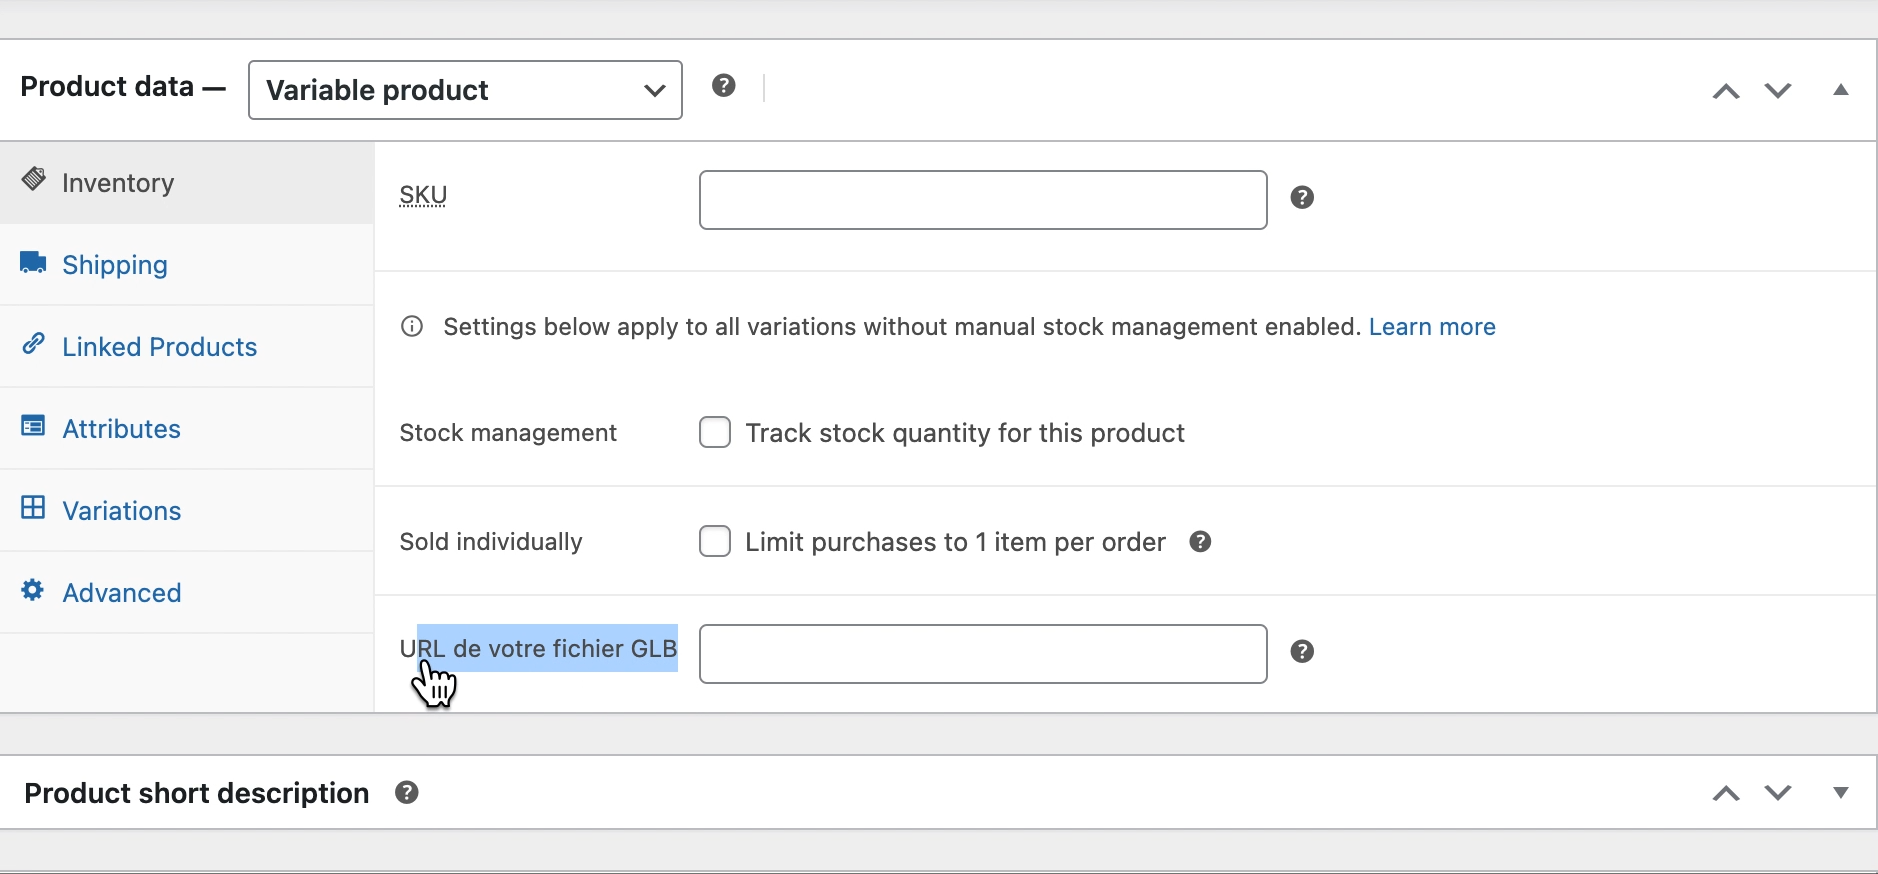 Product data —
Variable product
Inventory
Shipping
Linked Products
Attributes
Variations
Advanced
SKU
Settings below apply to all variations without manual stock management enabled. Learn more
Stock management
Track stock quantity for this product
Sold individually
Limit purchases to 1 item per order
URL de votre fichier GLB
Product short description